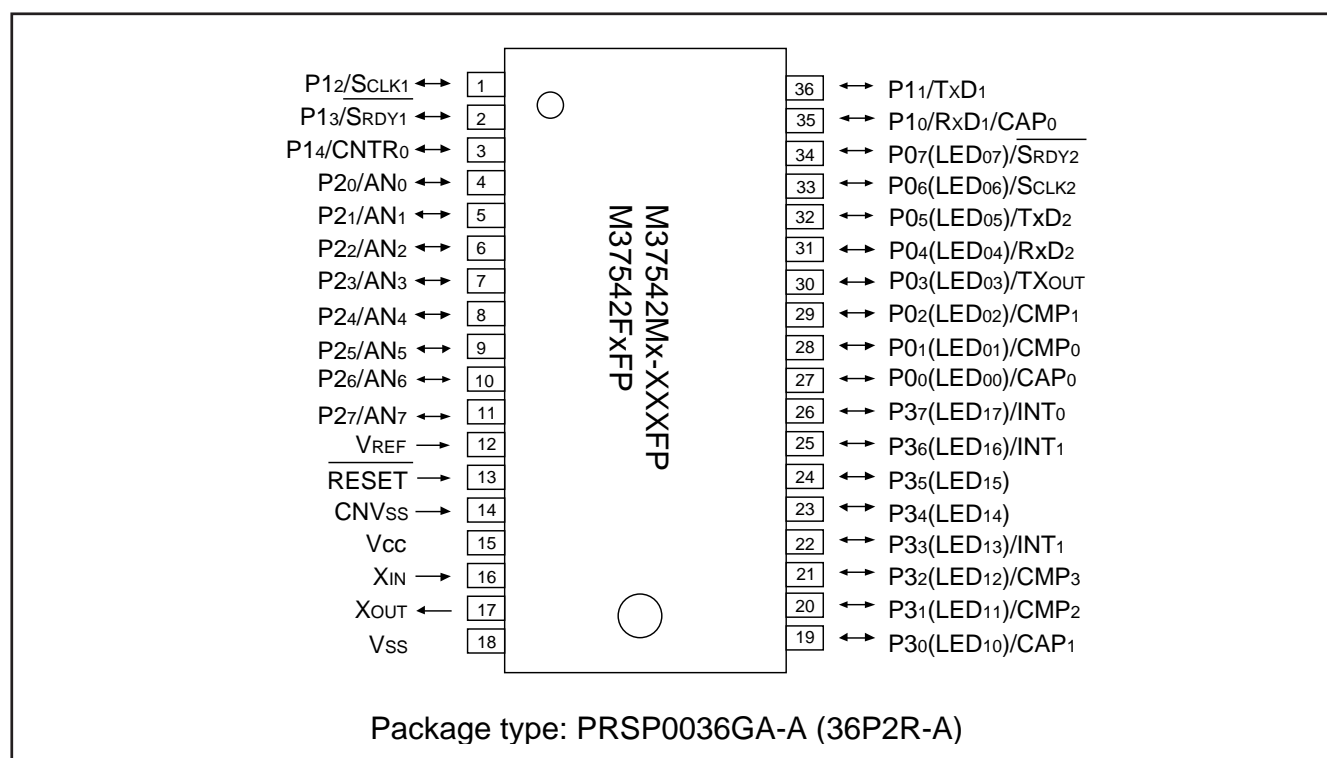 P12/SCLK1 1
P13/SRDY1 2
P14/CNTR0 3
P20/AN0 4
P21/AN1 5
P22/AN2 6
P23/AN3 7
P24/AN4 8
P25/AN5 9
P26/AN6 10
P27/AN7 11
VREF 12
RESET 13
CNVSS 14
Vcc 15
XIN 16
XOUT 17
VSS 18
M37542Mx-XXXFP
M37542FxFP
36 P11/TxD1
35 P10/RxD1/CAP0
34 P07(LED07)/SRDY2
33 P06(LED06)/SCLK2
32 P05(LED05)/TxD2
31 P04(LED04)/RxD2
30 P03(LED03)/TXOUT
29 P02(LED02)/CMP1
28 P01(LED01)/CMP0
27 P00(LED00)/CAP0
26 P37(LED17)/INT0
25 P36(LED16)/INT1
24 P35(LED15)
23 P34(LED14)
22 P33(LED13)/INT1
21 P32(LED12)/CMP3
20 P31(LED11)/CMP2
19 P30(LED10)/CAP1
Package type: PRSP0036GA-A (36P2R-A)